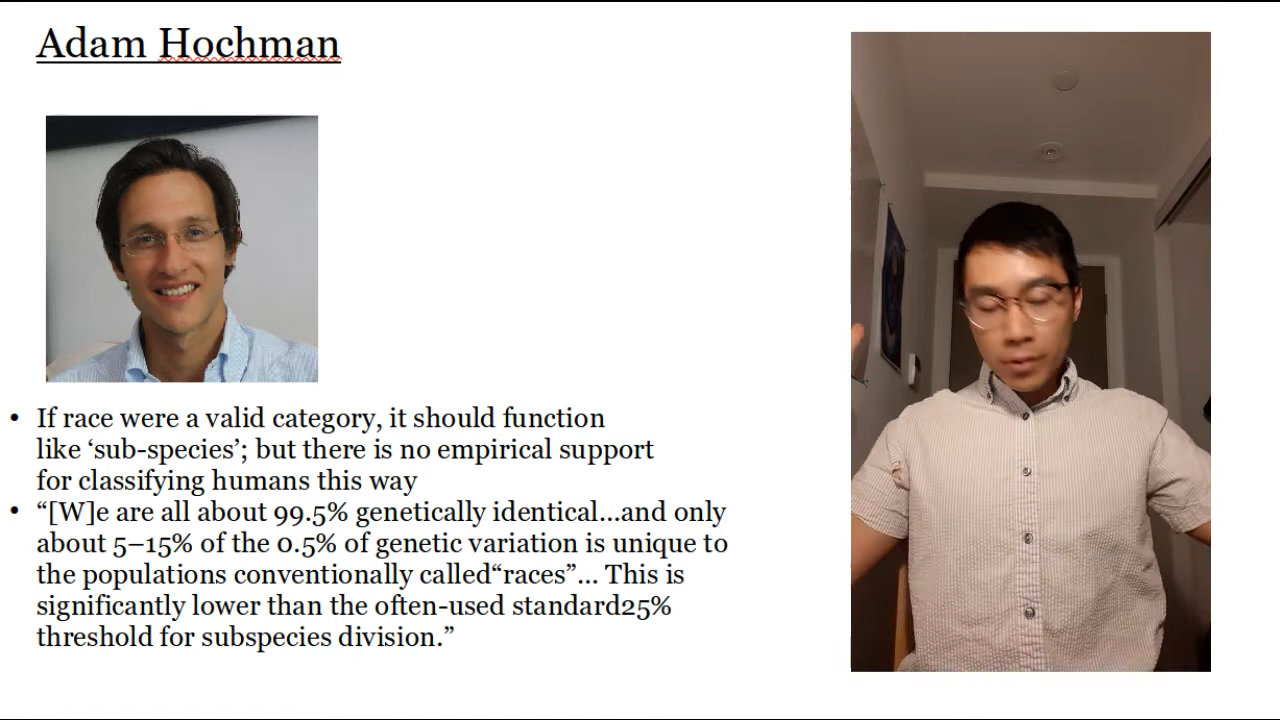 Adam Hochman
• If race were a valid category, it should function
like ‘sub-species’; but there is no empirical support
for classifying humans this way
• “[W]e are all about 99.5% genetically identical...and only
about 5–15% of the 0.5% of genetic variation is unique to
the populations conventionally called“races”... This is
significantly lower than the often-used standard25%
threshold for subspecies division.”